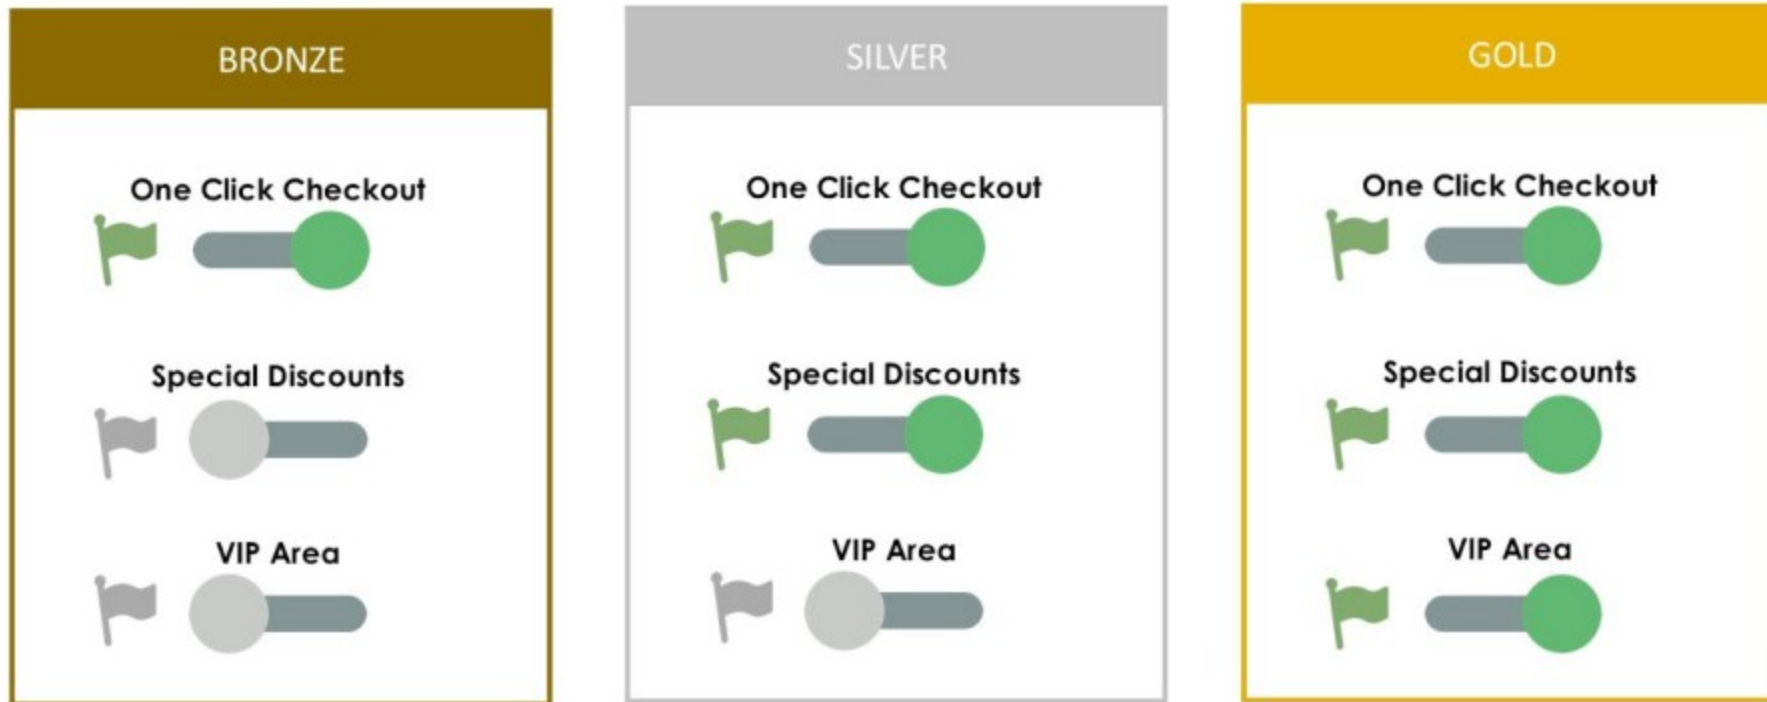 BRONZE
One Click Checkout
Special Discounts
VIP Area
SILVER
One Click Checkout
Special Discounts
VIP Area
GOLD
One Click Checkout
Special Discounts
VIP Area